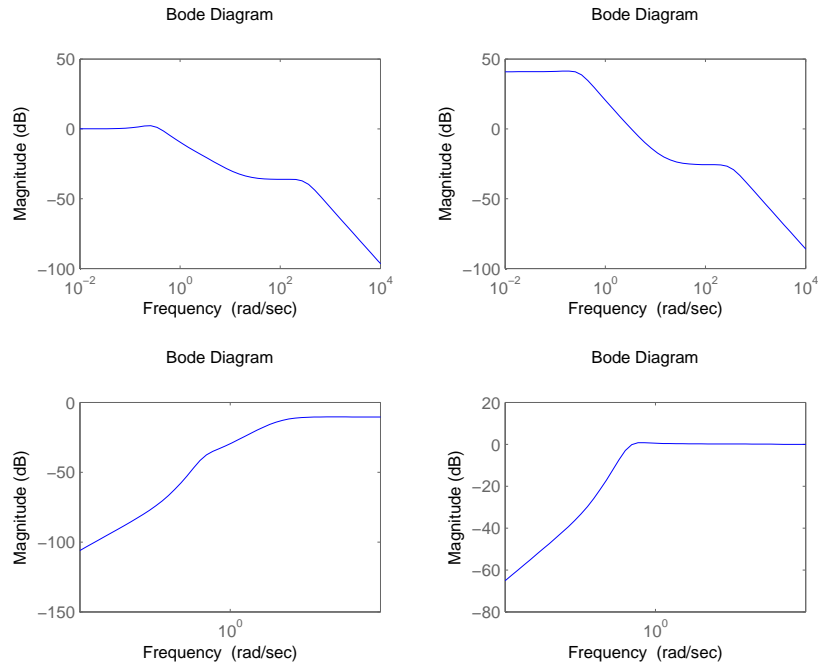 Bode Diagram
50
0
−50
−100
Magnitude (dB)
10^−2
10^0
10^2
10^4
Frequency (rad/sec)
Bode Diagram
50
0
−50
−100
Magnitude (dB)
10^−2
10^0
10^2
10^4
Frequency (rad/sec)
Bode Diagram
0
−50
−100
−150
Magnitude (dB)
10^0
Frequency (rad/sec)
Bode Diagram
20
0
−20
−40
−60
−80
Magnitude (dB)
10^0
Frequency (rad/sec)